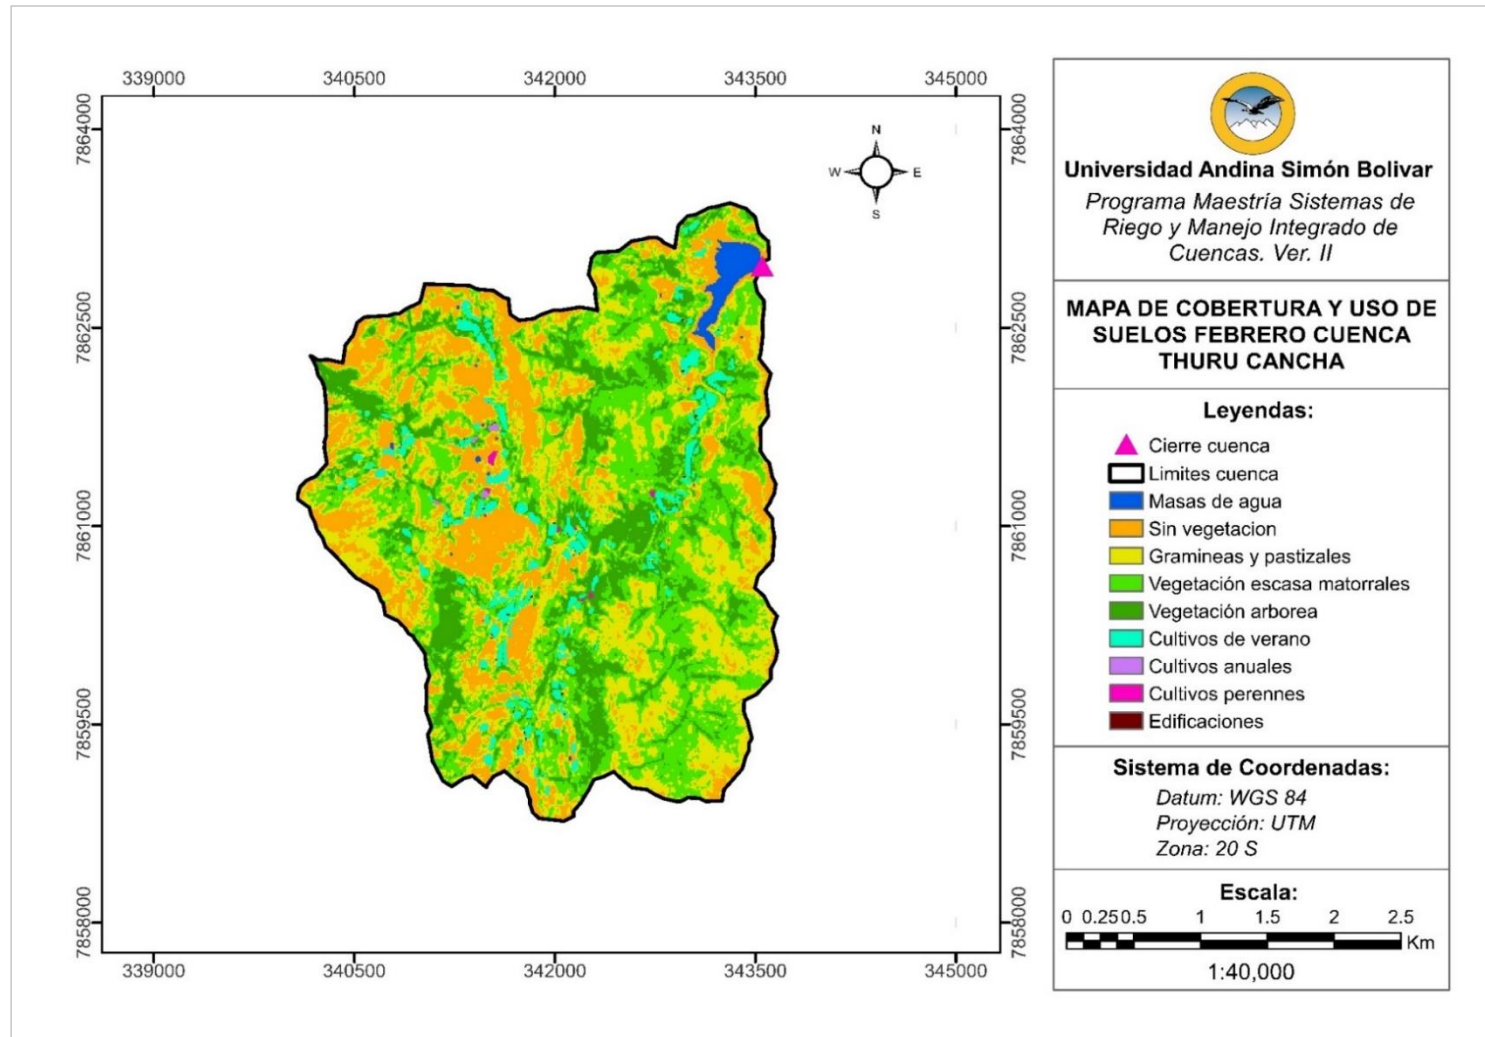 339000 340500 342000 343500 345000
7864000 7864000
N
W E
S
7862500 7862500
7861000 7861000
7859500 7859500
7858000 7858000
339000 340500 342000 343500 345000
Universidad Andina Simón Bolivar
Programa Maestría Sistemas de
Riego y Manejo Integrado de
Cuencas. Ver. II
MAPA DE COBERTURA Y USO DE
SUELOS FEBRERO CUENCA
THURU CANCHA
Leyendas:
Cierre cuenca
Limites cuenca
Masas de agua
Sin vegetacion
Gramineas y pastizales
Vegetación escasa matorrales
Vegetación arborea
Cultivos de verano
Cultivos anuales
Cultivos perennes
Edificaciones
Sistema de Coordenadas:
Datum: WGS 84
Proyección: UTM
Zona: 20 S
Escala:
0 0.25 0.5 1 1.5 2 2.5
Km
1:40,000